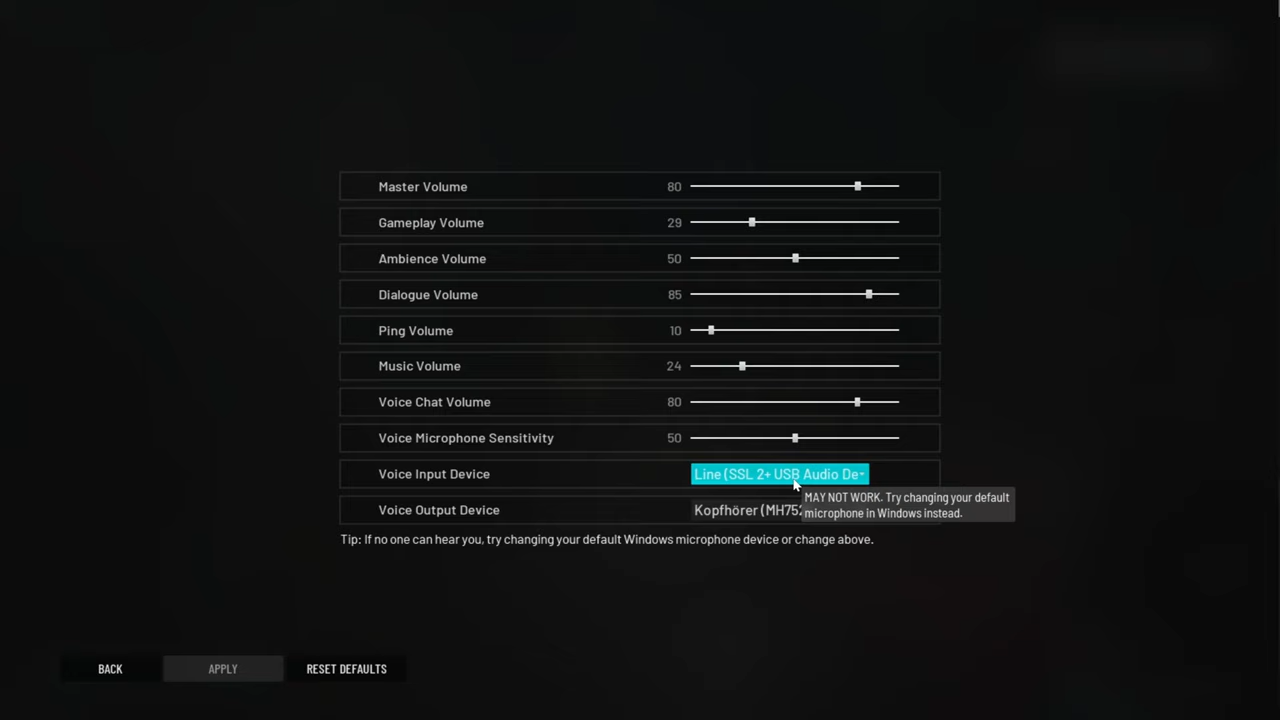 Master Volume 80
Gameplay Volume 29
Ambience Volume 50
Dialogue Volume 85
Ping Volume 10
Music Volume 24
Voice Chat Volume 80
Voice Microphone Sensitivity 50
Voice Input Device Line (SSL 2+ USB Audio De
MAY NOT WORK. Try changing your default
microphone in Windows instead.
Voice Output Device Kopfhörer (MH752
Tip: If no one can hear you, try changing your default Windows microphone device or change above.
BACK APPLY RESET DEFAULTS